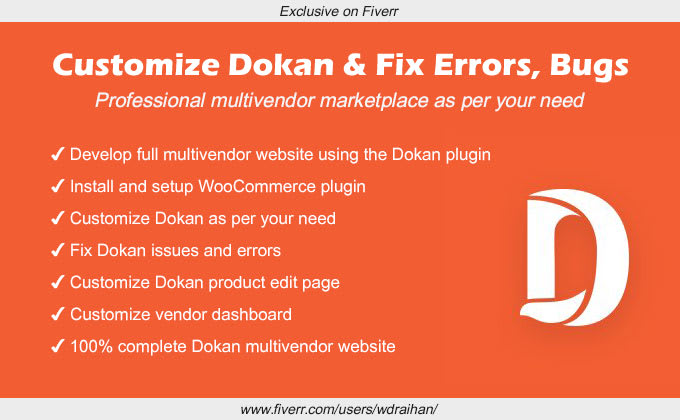 Exclusive on Fiverr
Customize Dokan & Fix Errors, Bugs
Professional multivendor marketplace as per your need
✔ Develop full multivendor website using the Dokan plugin
✔ Install and setup WooCommerce plugin
✔ Customize Dokan as per your need
✔ Fix Dokan issues and errors
✔ Customize Dokan product edit page
✔ Customize vendor dashboard
✔ 100% complete Dokan multivendor website
D
www.fiverr.com/users/wdraihan/